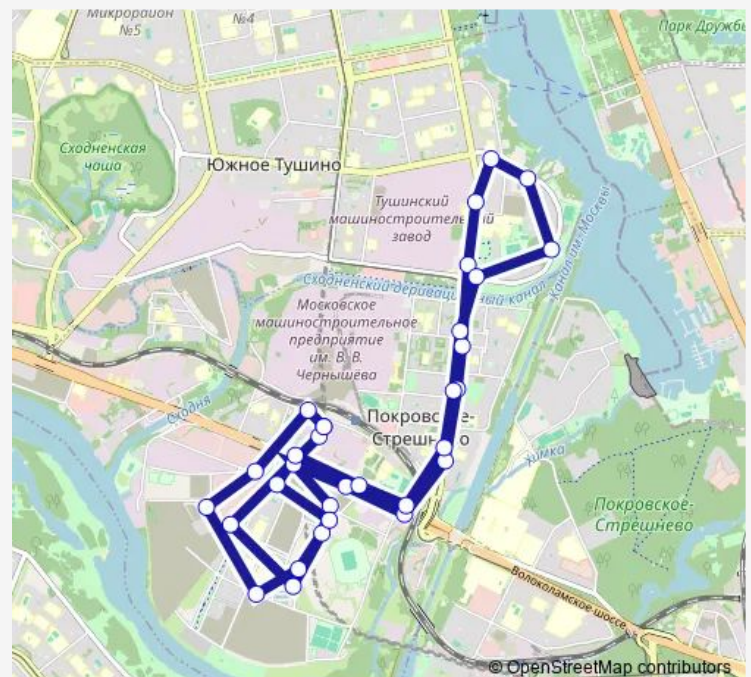 Микрорайон
№5
№4
Парк Дружбы
Сходненская
чаша
Южное Тушино
Тушинский
машиностроительный
завод
Канал им. Москвы
Сходненский деривационный канал
Московское
машиностроительное
предприятие
им. В. В.
Чернышёва
Сходня
Покровское-
Стрешнево
Химка
Покровское-
Стрешнево
Волоколамское шоссе
© OpenStreetMap contributors